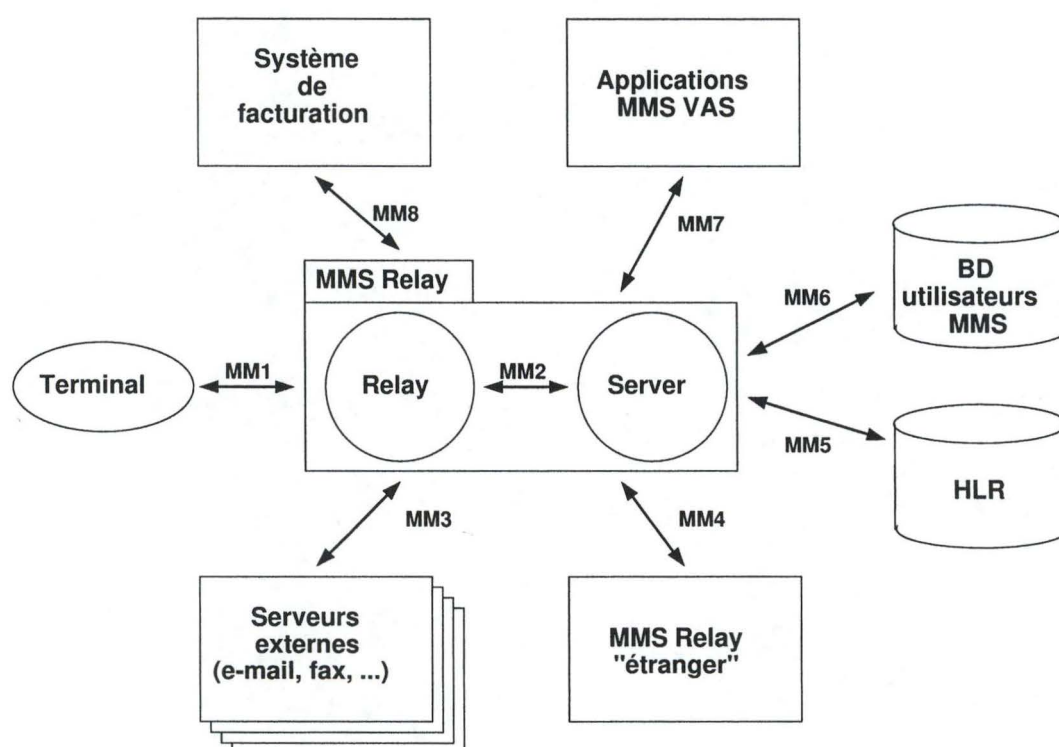 Système
de
facturation
Applications
MMS VAS
MM8
MM7
MMS Relay
BD
utilisateurs
MMS
MM6
Terminal
MM1
Relay
MM2
Server
MM5
HLR
MM3
MM4
Serveurs
externes
(e-mail, fax, ...)
MMS Relay
"étranger"